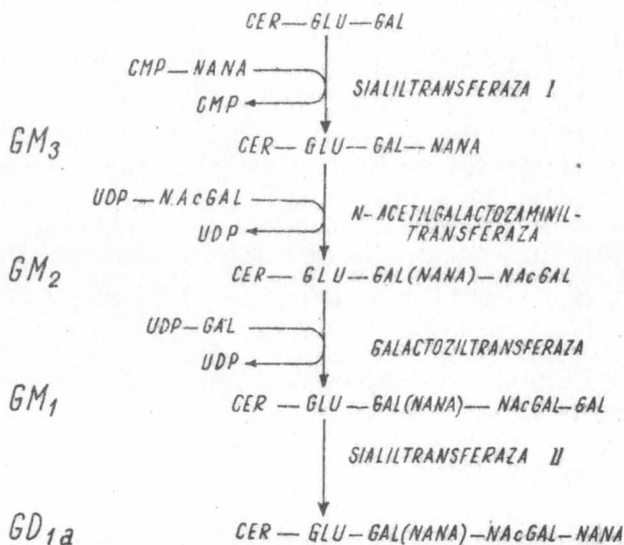 CER—GLU—GAL
CMP—NANA
CMP
SIALILTRANSFERAZA I
GM3
CER—GLU—GAL—NANA
UDP—N.AcGAL
UDP
N-ACETILGALACTOZAMINIL-
TRANSFERAZA
GM2
CER—GLU—GAL(NANA)—NAcGAL
UDP—GAL
UDP
GALACTOZILTRANSFERAZA
GM1
CER—GLU—GAL(NANA)—NAcGAL—GAL
SIALILTRANSFERAZA II
GD1a
CER—GLU—GAL(NANA)—NAcGAL—NANA